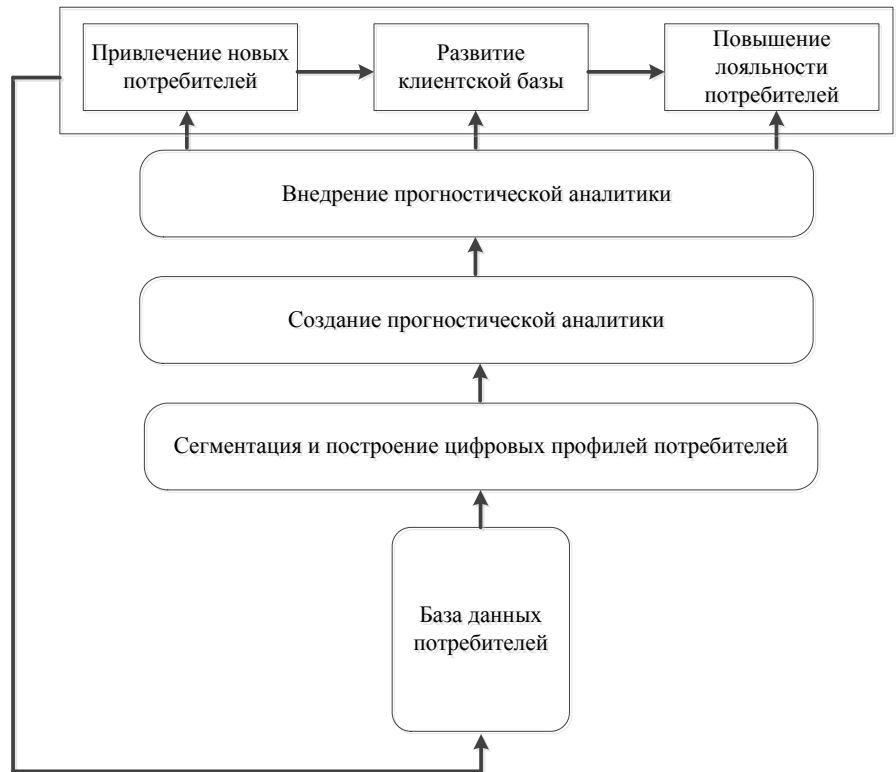 Привлечение новых
потребителей
Развитие
клиентской базы
Повышение
лояльности
потребителей
Внедрение прогностической аналитики
Создание прогностической аналитики
Сегментация и построение цифровых профилей потребителей
База данных
потребителей